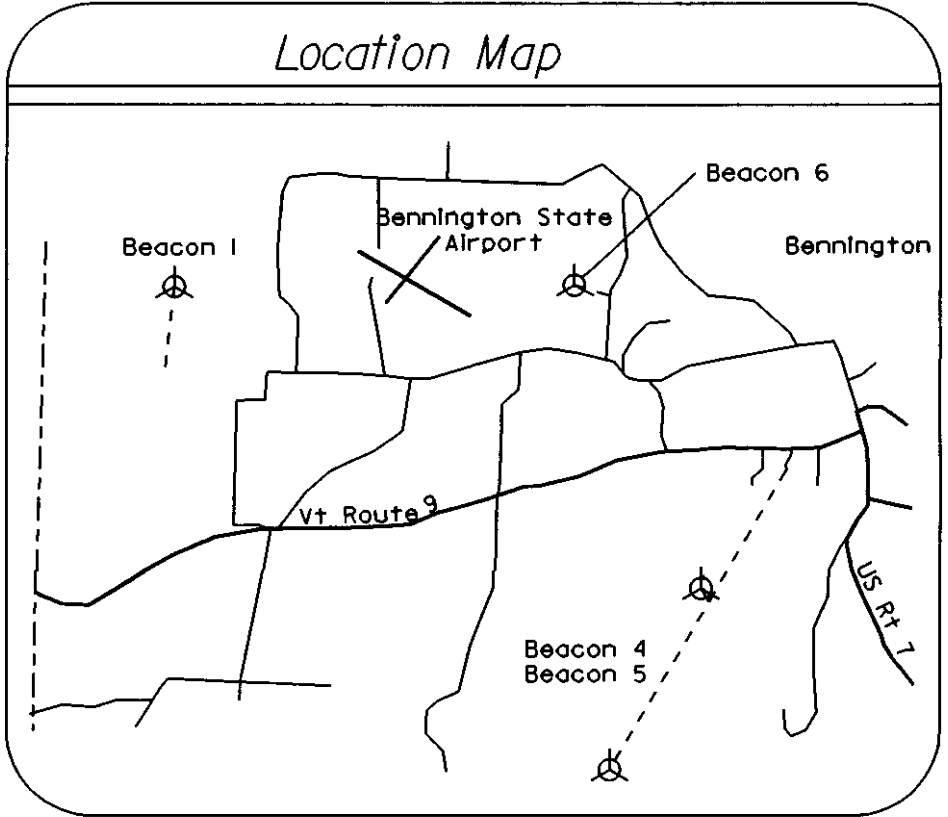 Location Map
Beacon 6
Bennington State
Airport
Beacon 1
Bennington
Vt Route 9
US Rt 7
Beacon 4
Beacon 5